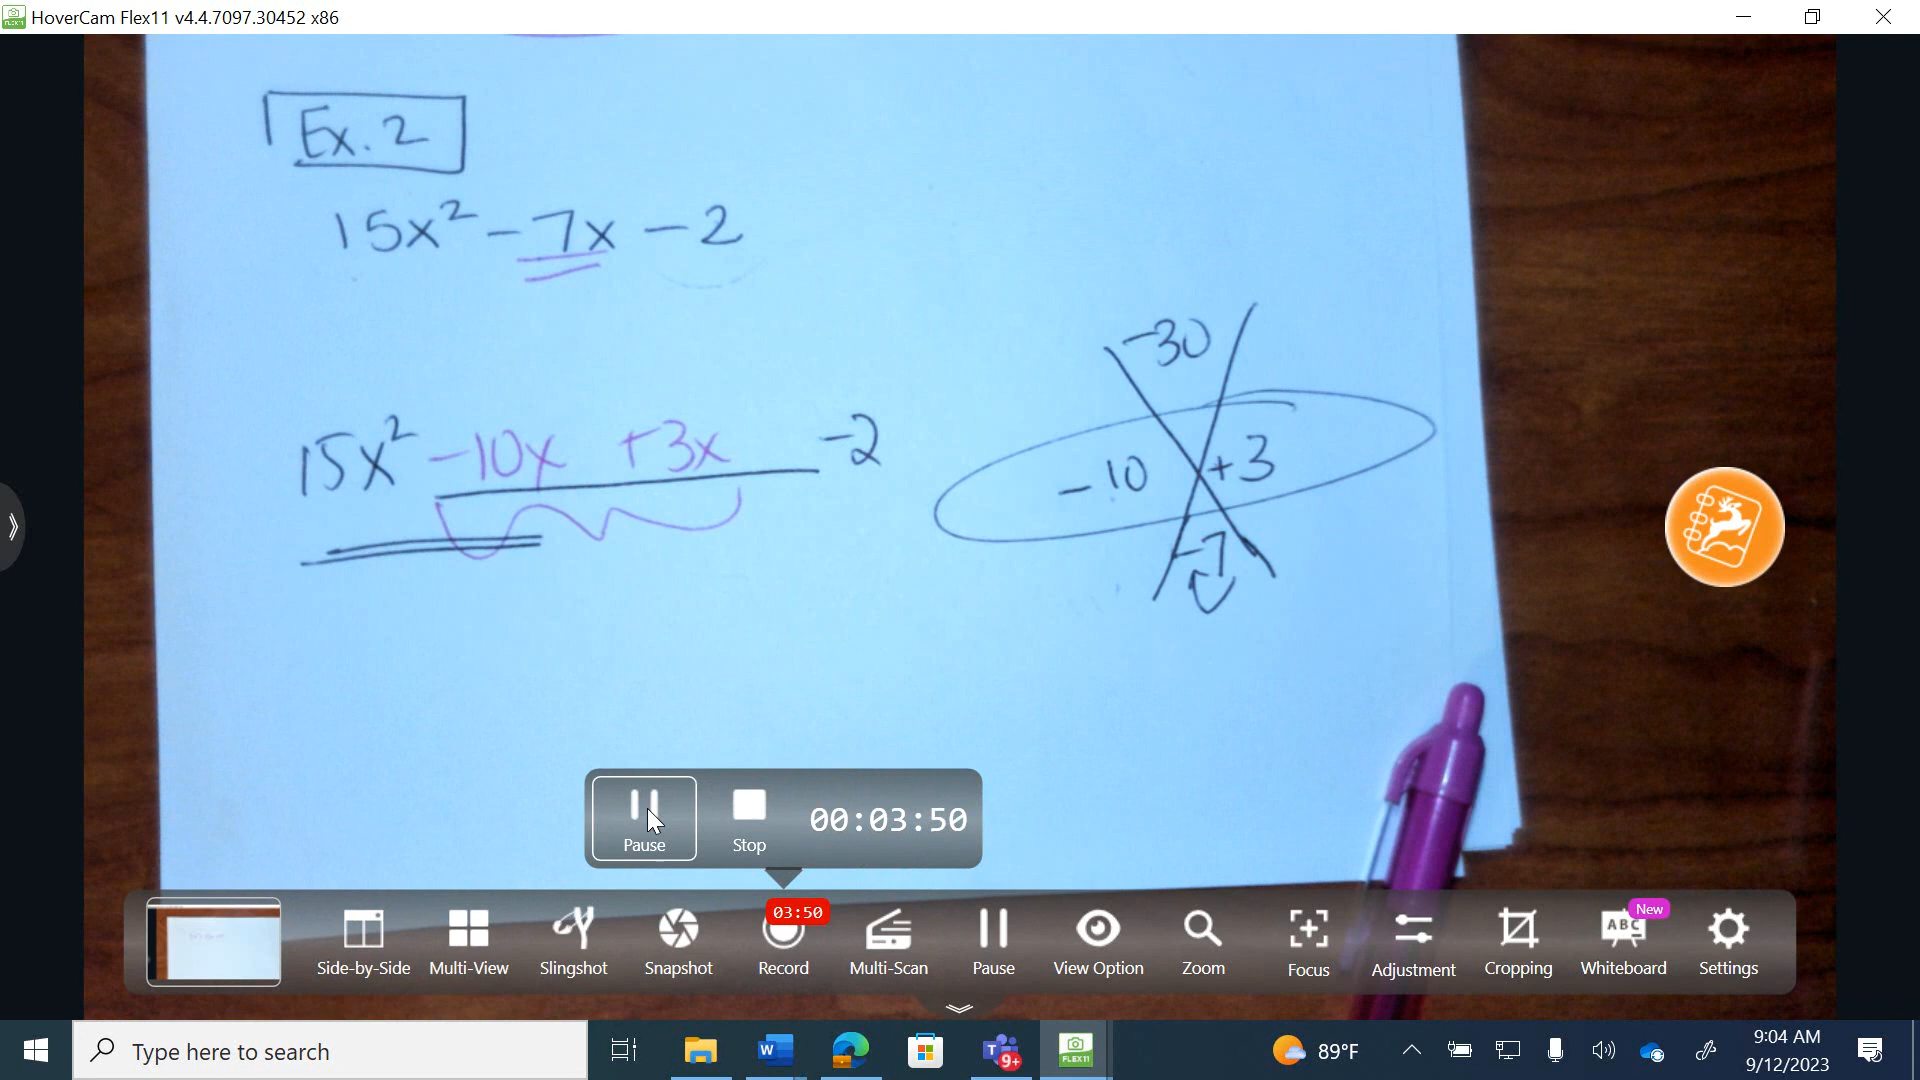 HoverCam Flex11 v4.4.7097.30452 x86
Ex. 2
15x² - 7x - 2
-30
15x² -10x +3x -2
-10 +3
-7
Pause
Stop
00:03:50
03:50
New
ABC
Side-by-Side
Multi-View
Slingshot
Snapshot
Record
Multi-Scan
Pause
View Option
Zoom
Focus
Adjustment
Cropping
Whiteboard
Settings
Type here to search
W
T
9+
FLEX11
89°F
9:04 AM
9/12/2023